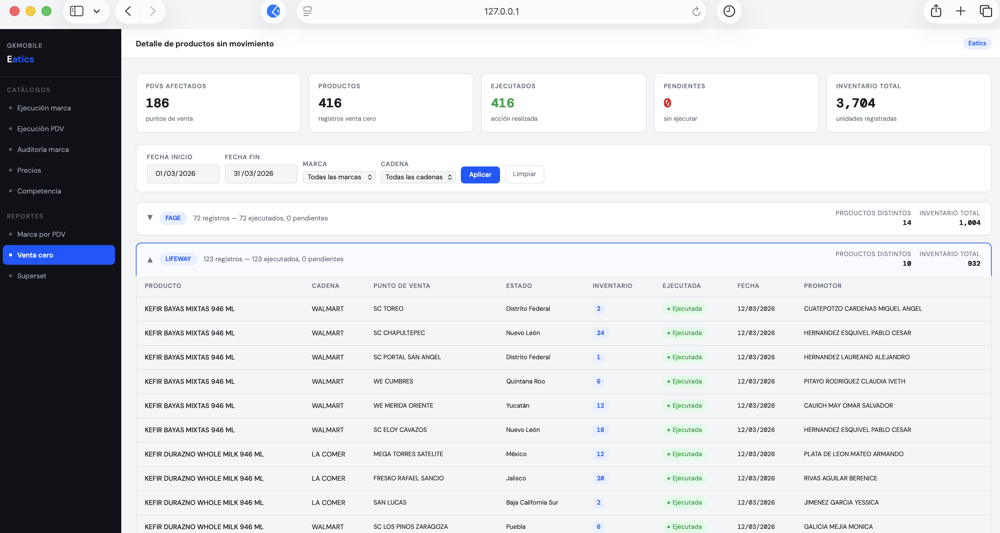 127.0.0.1
GKMOBILE
Eatics
CATÁLOGOS
Ejecución marca
Ejecución PDV
Auditoría marca
Precios
Competencia
REPORTES
Marca por PDV
Venta cero
Superset
Detalle de productos sin movimiento
Eatics
PDVS AFECTADOS
186
puntos de venta
PRODUCTOS
416
registros venta cero
EJECUTADOS
416
acción realizada
PENDIENTES
0
sin ejecutar
INVENTARIO TOTAL
3,704
unidades registradas
FECHA INICIO
01/03/2026
FECHA FIN
31/03/2026
MARCA
Todas las marcas
CADENA
Todas las cadenas
Aplicar
Limpiar
FAGE 72 registros — 72 ejecutados, 0 pendientes
PRODUCTOS DISTINTOS
14
INVENTARIO TOTAL
1,004
LIFEWAY 123 registros — 123 ejecutados, 0 pendientes
PRODUCTOS DISTINTOS
10
INVENTARIO TOTAL
932
PRODUCTO CADENA PUNTO DE VENTA ESTADO INVENTARIO EJECUTADA FECHA PROMOTOR
KEFIR BAYAS MIXTAS 946 ML WALMART SC TOREO Distrito Federal 2 Ejecutada 12/03/2026 CUATEPOTZO CARDENAS MIGUEL ANGEL
KEFIR BAYAS MIXTAS 946 ML WALMART SC CHAPULTEPEC Nuevo León 24 Ejecutada 12/03/2026 HERNANDEZ ESQUIVEL PABLO CESAR
KEFIR BAYAS MIXTAS 946 ML WALMART SC PORTAL SAN ANGEL Distrito Federal 1 Ejecutada 12/03/2026 HERNANDEZ LAUREANO ALEJANDRO
KEFIR BAYAS MIXTAS 946 ML WALMART WE CUMBRES Quintana Roo 6 Ejecutada 12/03/2026 PITAYO RODRIGUEZ CLAUDIA IVETH
KEFIR BAYAS MIXTAS 946 ML WALMART WE MERIDA ORIENTE Yucatán 12 Ejecutada 12/03/2026 CAUICH MAY OMAR SALVADOR
KEFIR BAYAS MIXTAS 946 ML WALMART SC ELOY CAVAZOS Nuevo León 18 Ejecutada 12/03/2026 HERNANDEZ ESQUIVEL PABLO CESAR
KEFIR DURAZNO WHOLE MILK 946 ML LA COMER MEGA TORRES SATELITE México 12 Ejecutada 12/03/2026 PLATA DE LEON MATEO ARMANDO
KEFIR DURAZNO WHOLE MILK 946 ML LA COMER FRESKO RAFAEL SANCIO Jalisco 20 Ejecutada 12/03/2026 RIVAS AGUILAR BERENICE
KEFIR DURAZNO WHOLE MILK 946 ML LA COMER SAN LUCAS Baja California Sur 2 Ejecutada 12/03/2026 JIMENEZ GARCIA YESSICA
KEFIR DURAZNO WHOLE MILK 946 ML WALMART SC LOS PINOS ZARAGOZA Puebla 6 Ejecutada 12/03/2026 GALICIA MEJIA MONICA